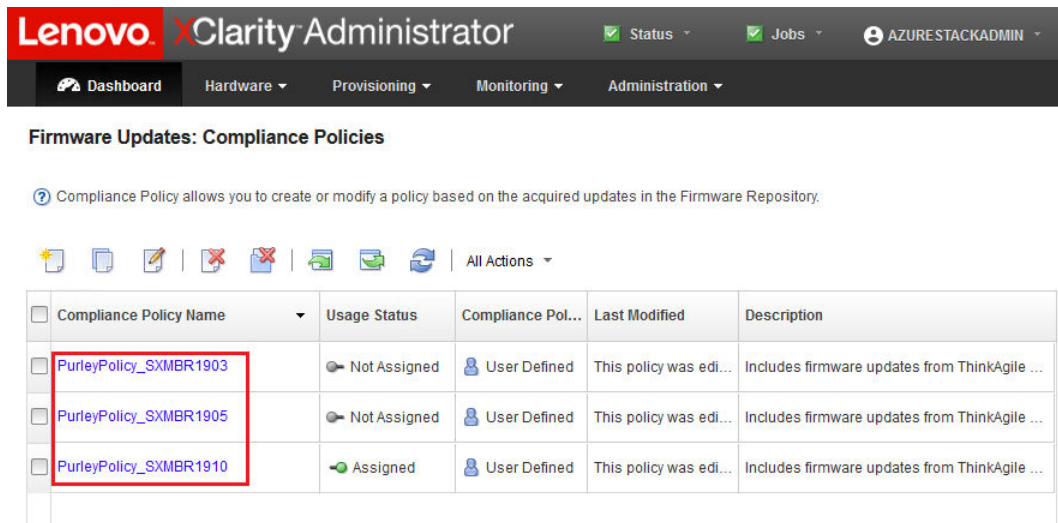 Lenovo. XClarity Administrator Status Jobs AZURESTACKADMIN
Dashboard Hardware Provisioning Monitoring Administration
Firmware Updates: Compliance Policies
? Compliance Policy allows you to create or modify a policy based on the acquired updates in the Firmware Repository.
All Actions
Compliance Policy Name Usage Status Compliance Pol... Last Modified Description
PurleyPolicy_SXMBR1903 Not Assigned User Defined This policy was edi... Includes firmware updates from ThinkAgile ...
PurleyPolicy_SXMBR1905 Not Assigned User Defined This policy was edi... Includes firmware updates from ThinkAgile ...
PurleyPolicy_SXMBR1910 Assigned User Defined This policy was edi... Includes firmware updates from ThinkAgile ...